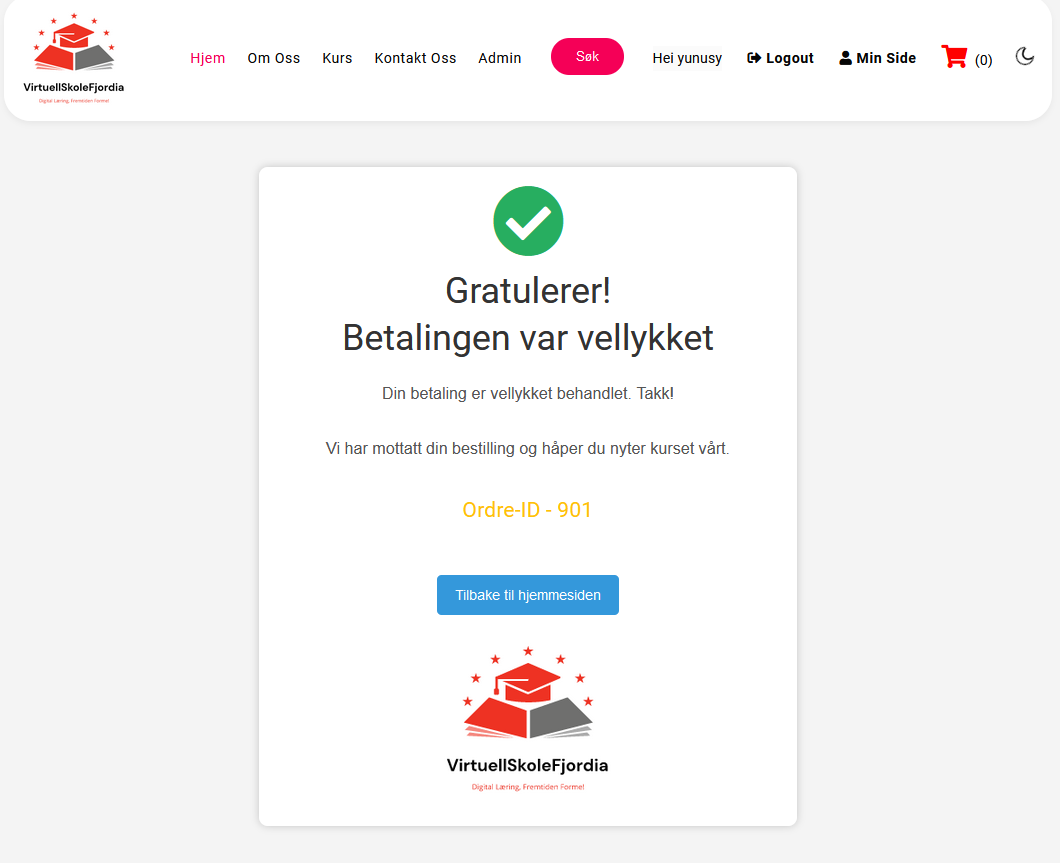 VirtuellSkoleFjordia
Digital Læring, Fremtiden Forme!
Hjem Om Oss Kurs Kontakt Oss Admin Søk Hei yunusy Logout Min Side (0)
Gratulerer!
Betalingen var vellykket
Din betaling er vellykket behandlet. Takk!
Vi har mottatt din bestilling og håper du nyter kurset vårt.
Ordre-ID - 901
Tilbake til hjemmesiden
VirtuellSkoleFjordia
Digital Læring, Fremtiden Forme!